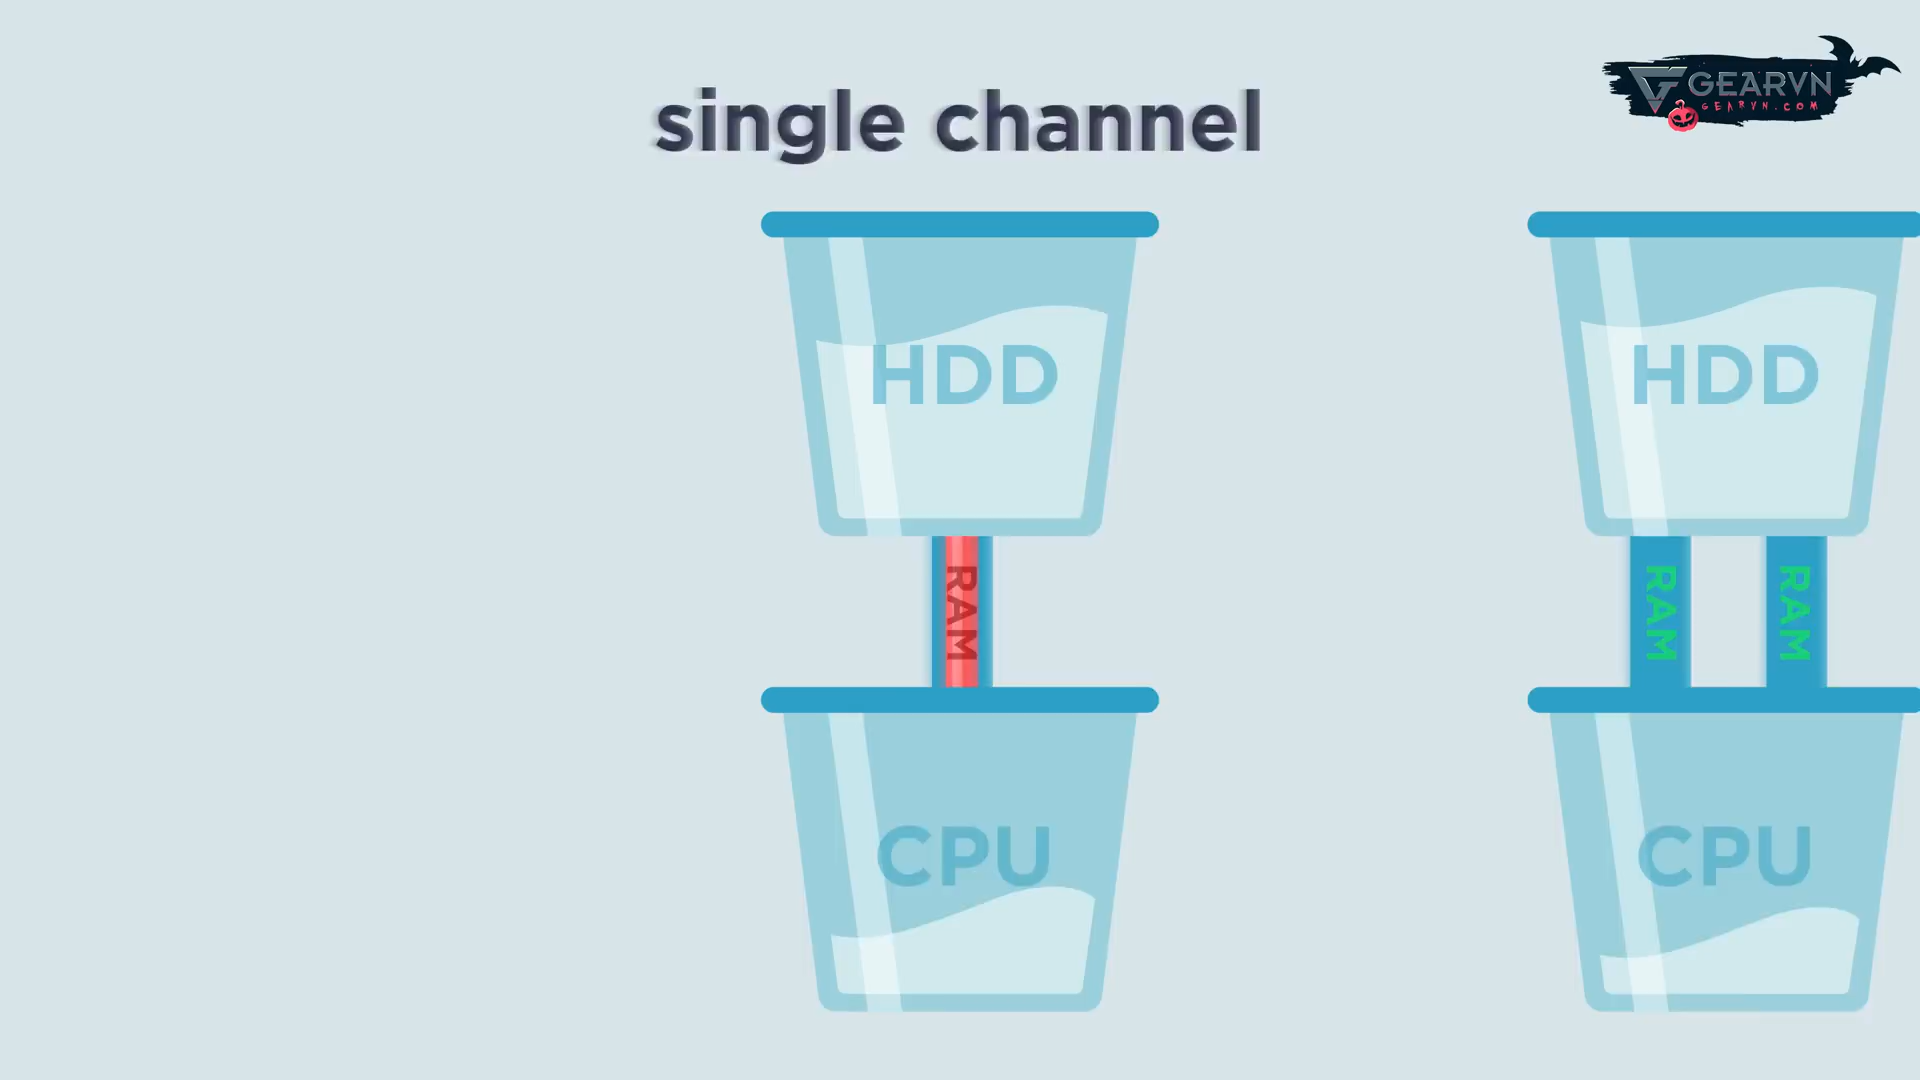 single channel
GEARVN
GEARVN.COM
HDD
HDD
RAM
RAM
RAM
CPU
CPU